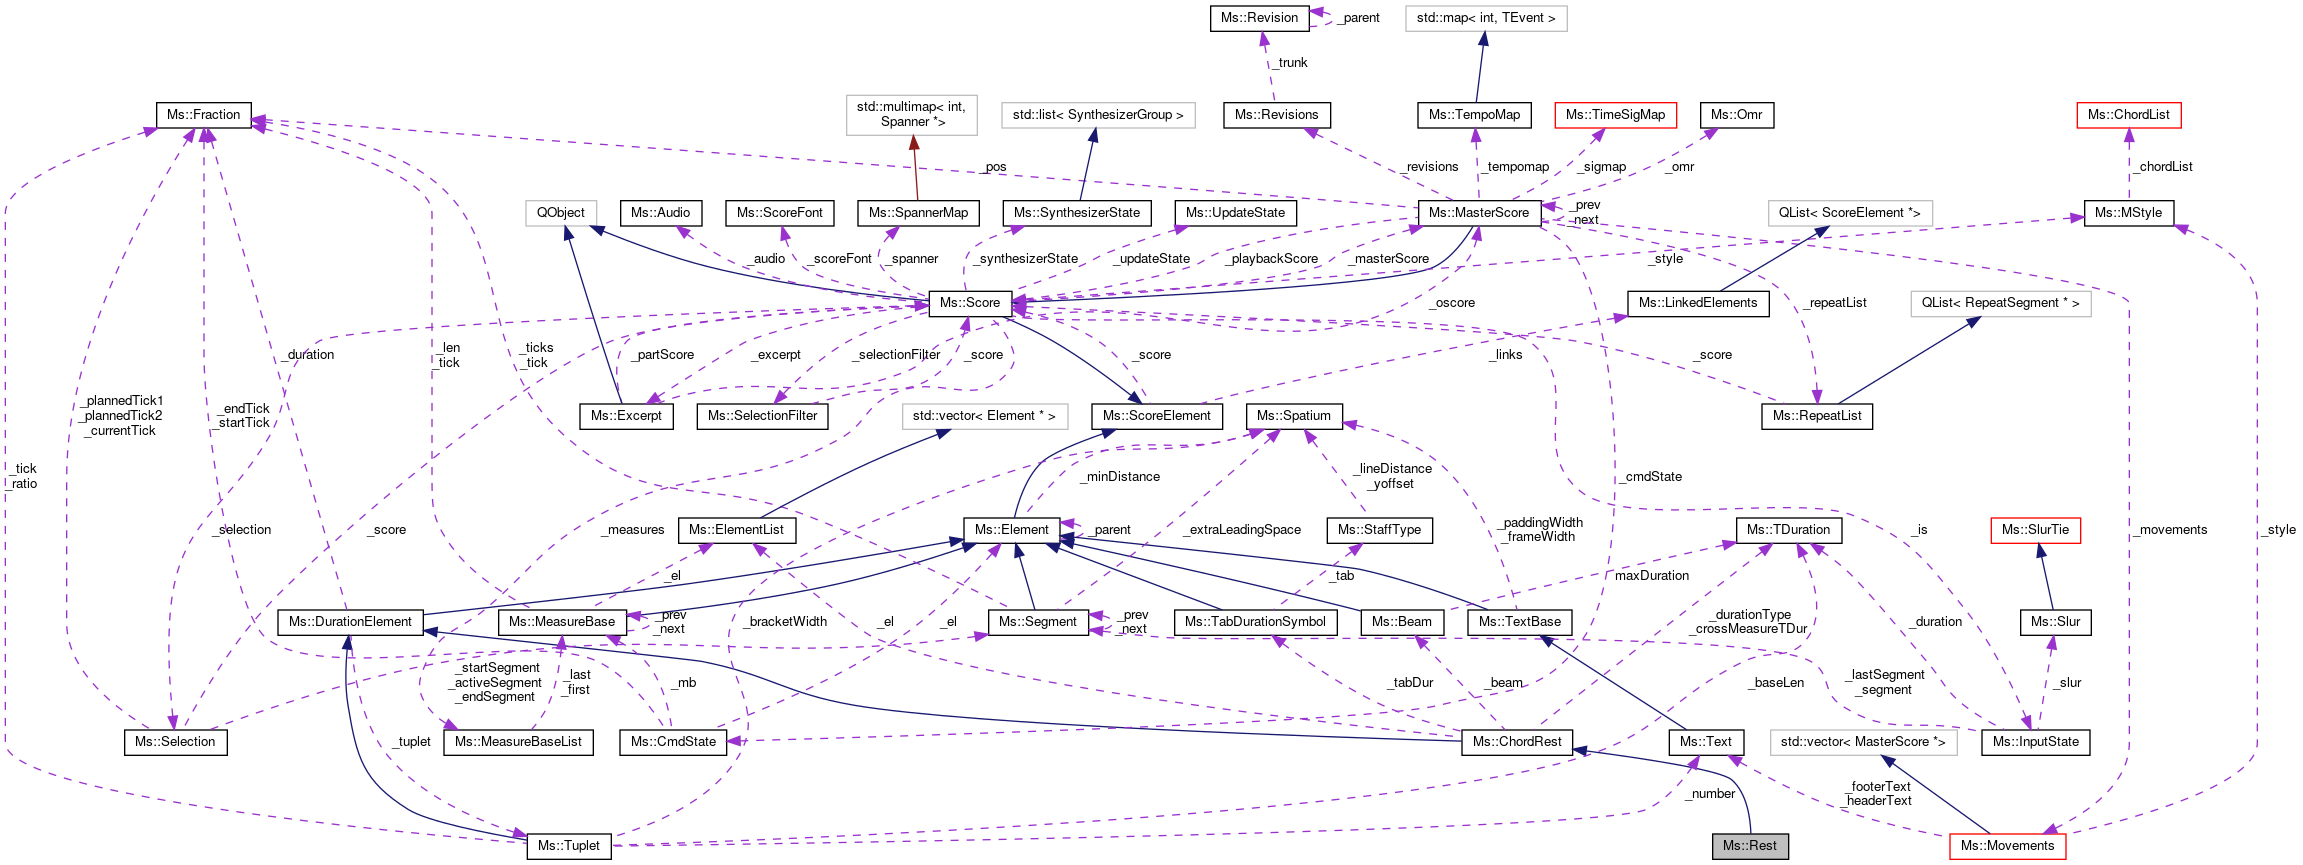 Ms::Revision
_parent
std::map< int, TEvent >
_trunk
Ms::Fraction
std::multimap< int,
Spanner *>
std::list< SynthesizerGroup >
Ms::Revisions
Ms::TempoMap
Ms::TimeSigMap
Ms::Omr
Ms::ChordList
_pos
_revisions
_tempomap
_sigmap
_omr
_chordList
QObject
Ms::Audio
Ms::ScoreFont
Ms::SpannerMap
Ms::SynthesizerState
Ms::UpdateState
Ms::MasterScore
_prev
_next
QList< ScoreElement *>
Ms::MStyle
_audio
_scoreFont
_spanner
_synthesizerState
_updateState
_playbackScore
_masterScore
_style
Ms::Score
_oscore
Ms::LinkedElements
_repeatList
QList< RepeatSegment * >
_duration
_len
_tick
_ticks
_tick
_partScore
_excerpt
_selectionFilter
_score
_score
_links
_score
_plannedTick1
_plannedTick2
_currentTick
_endTick
_startTick
Ms::Excerpt
Ms::SelectionFilter
std::vector< Element * >
Ms::ScoreElement
Ms::Spatium
Ms::RepeatList
_tick
_ratio
_minDistance
_lineDistance
_yoffset
_cmdState
_selection
_score
_measures
Ms::ElementList
Ms::Element
_parent
_extraLeadingSpace
Ms::StaffType
_paddingWidth
_frameWidth
Ms::TDuration
_is
Ms::SlurTie
_movements
_style
_el
_tab
maxDuration
Ms::DurationElement
Ms::MeasureBase
_prev
_next
_bracketWidth
_el
_el
Ms::Segment
_prev
_next
Ms::TabDurationSymbol
Ms::Beam
Ms::TextBase
_durationType
_crossMeasureTDur
_duration
Ms::Slur
_startSegment
_activeSegment
_endSegment
_last
_first
_mb
_tabDur
_beam
_baseLen
_lastSegment
_segment
_slur
Ms::Selection
_tuplet
Ms::MeasureBaseList
Ms::CmdState
Ms::ChordRest
Ms::Text
std::vector< MasterScore *>
Ms::InputState
_number
_footerText
_headerText
Ms::Tuplet
Ms::Rest
Ms::Movements